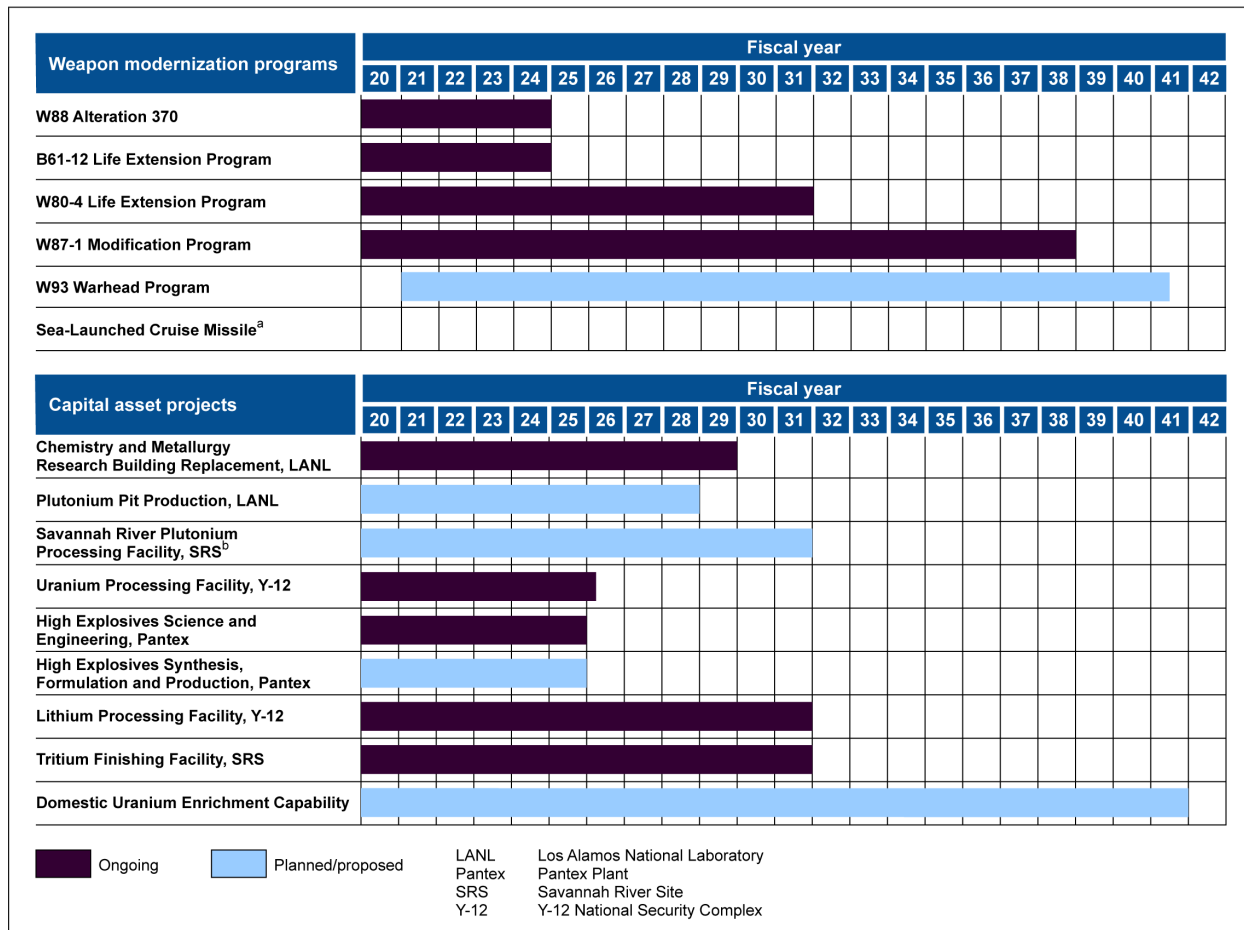 Weapon modernization programs
Fiscal year
20 21 22 23 24 25 26 27 28 29 30 31 32 33 34 35 36 37 38 39 40 41 42
W88 Alteration 370
B61-12 Life Extension Program
W80-4 Life Extension Program
W87-1 Modification Program
W93 Warhead Program
Sea-Launched Cruise Missile a
Capital asset projects
Fiscal year
20 21 22 23 24 25 26 27 28 29 30 31 32 33 34 35 36 37 38 39 40 41 42
Chemistry and Metallurgy
Research Building Replacement, LANL
Plutonium Pit Production, LANL
Savannah River Plutonium
Processing Facility, SRS b
Uranium Processing Facility, Y-12
High Explosives Science and
Engineering, Pantex
High Explosives Synthesis,
Formulation and Production, Pantex
Lithium Processing Facility, Y-12
Tritium Finishing Facility, SRS
Domestic Uranium Enrichment Capability
Ongoing
Planned/proposed
LANL Los Alamos National Laboratory
Pantex Pantex Plant
SRS Savannah River Site
Y-12 Y-12 National Security Complex